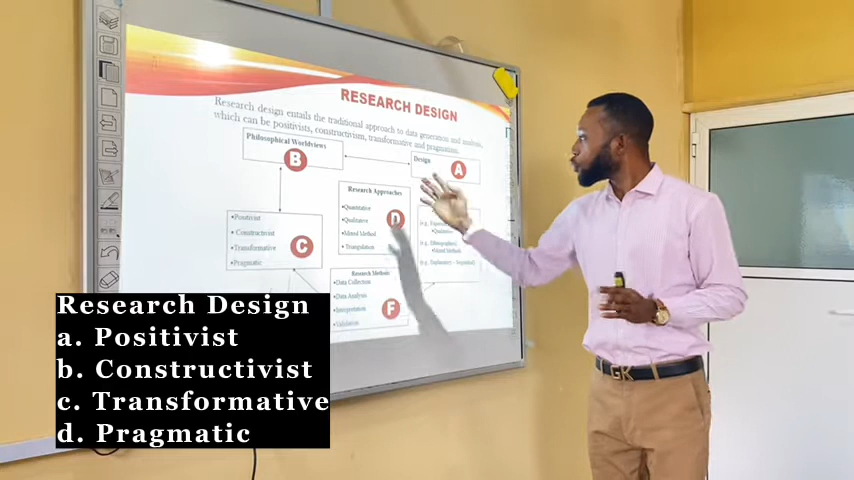 RESEARCH DESIGN
Research design entails the traditional approach to data generation and analysis,
which can be positivists, constructivism, transformative and pragmatism.
Philosophical Worldviews
B
Design
A
Research Approaches
•Quantitative
•Qualitative
•Mixed Method
•Triangulation
D
•Positivist
•Constructivist
•Transformative
•Pragmatic
C
Research Methods
•Data Collection
•Data Analysis
•Interpretation
•Validation
F
Research Design
a. Positivist
b. Constructivist
c. Transformative
d. Pragmatic
GK